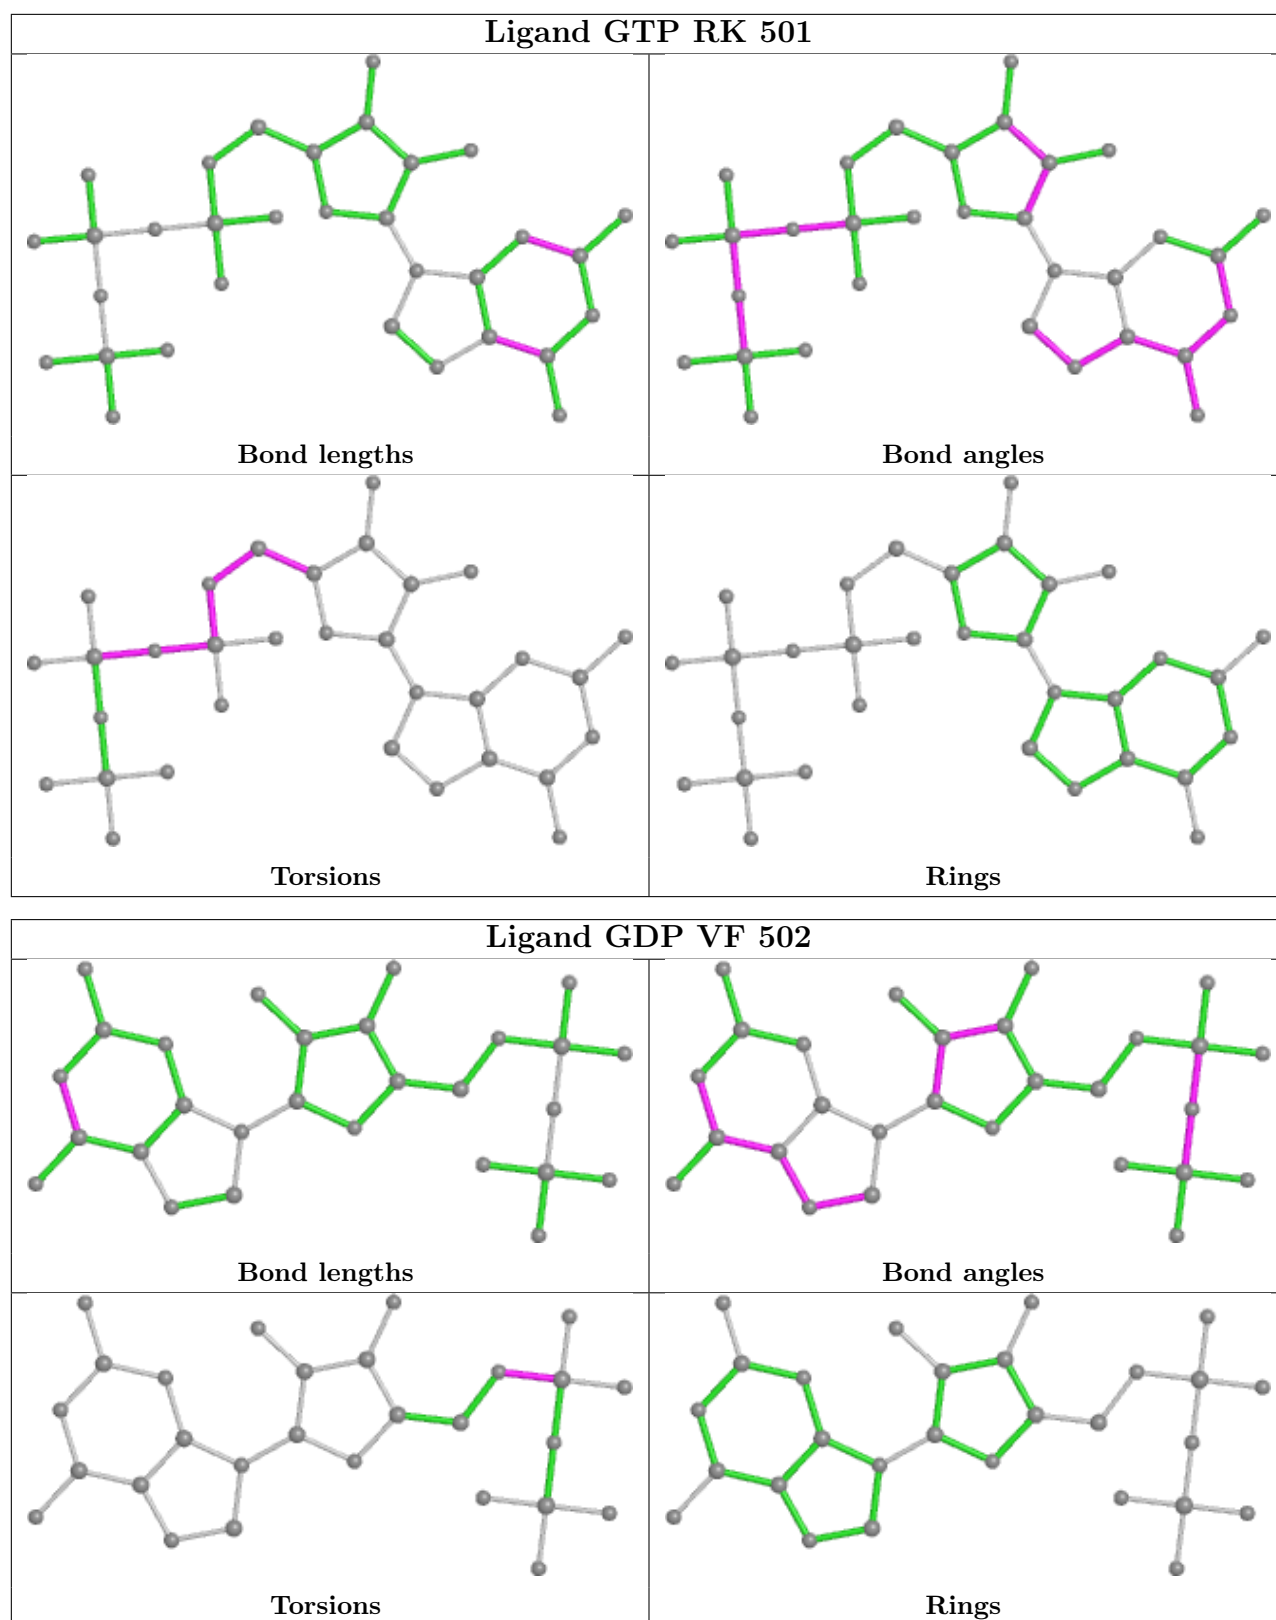 Ligand GTP RK 501
Bond lengths
Bond angles
Torsions
Rings
Ligand GDP VF 502
Bond lengths
Bond angles
Torsions
Rings